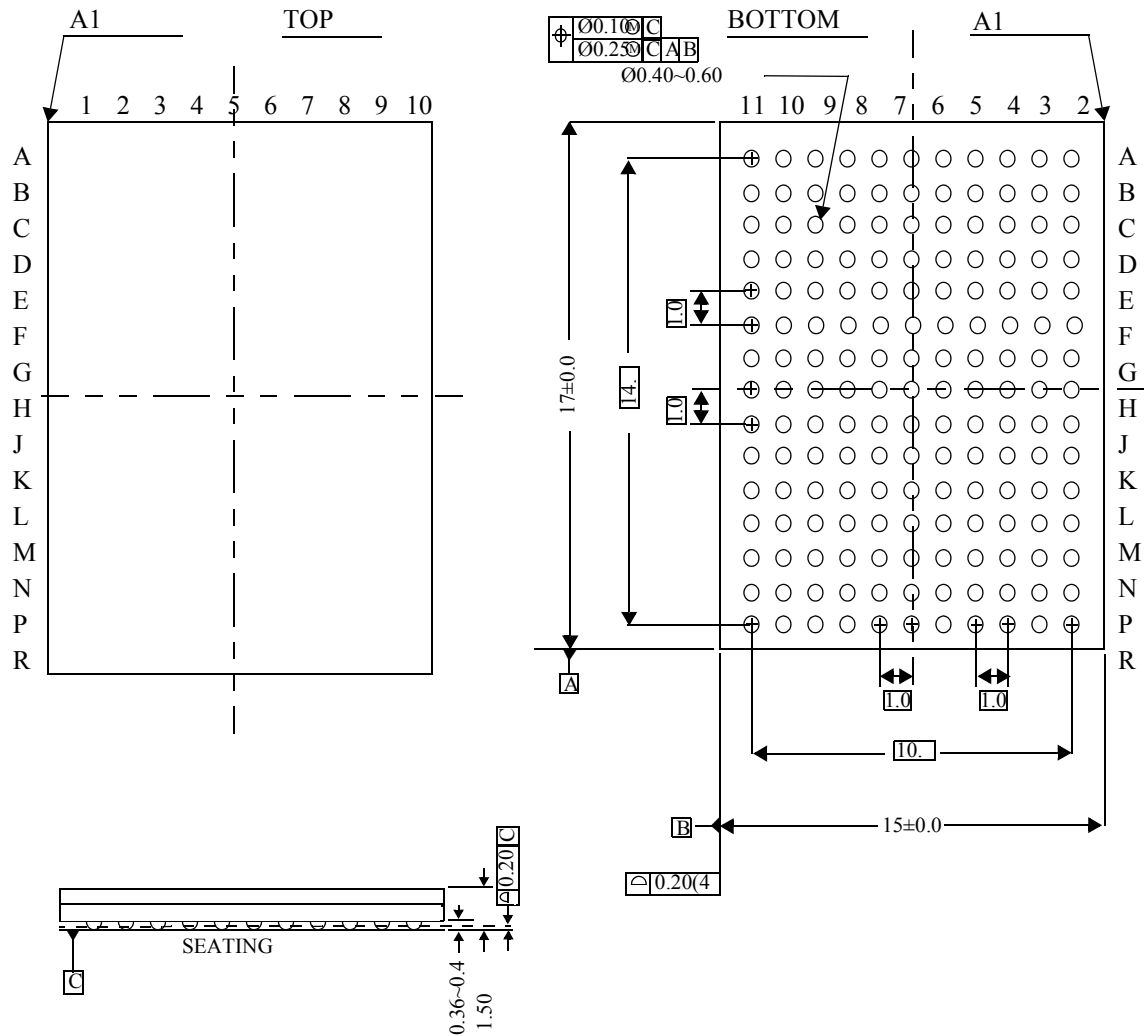 A1 TOP
BOTTOM A1
Ø0.10Ⓜ C
Ø0.25Ⓜ C A B
Ø0.40~0.60
1 2 3 4 5 6 7 8 9 10
11 10 9 8 7 6 5 4 3 2
A
B
C
D
E
F
G
H
J
K
L
M
N
P
R
17±0.0
14.
1.0
1.0
A
B
C
D
E
F
G
H
J
K
L
M
N
P
R
A
1.0 1.0
10.
B 15±0.0
0.20(4
0.20 C
SEATING
C
0.36~0.4
1.50